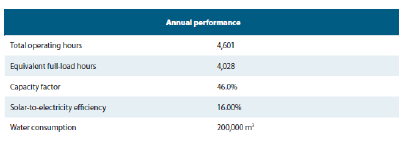 Annual performance
Total operating hours 4,601
Equivalent full-load hours 4,028
Capacity factor 46.0%
Solar-to-electricity efficiency 16.00%
Water consumption 200,000 m³